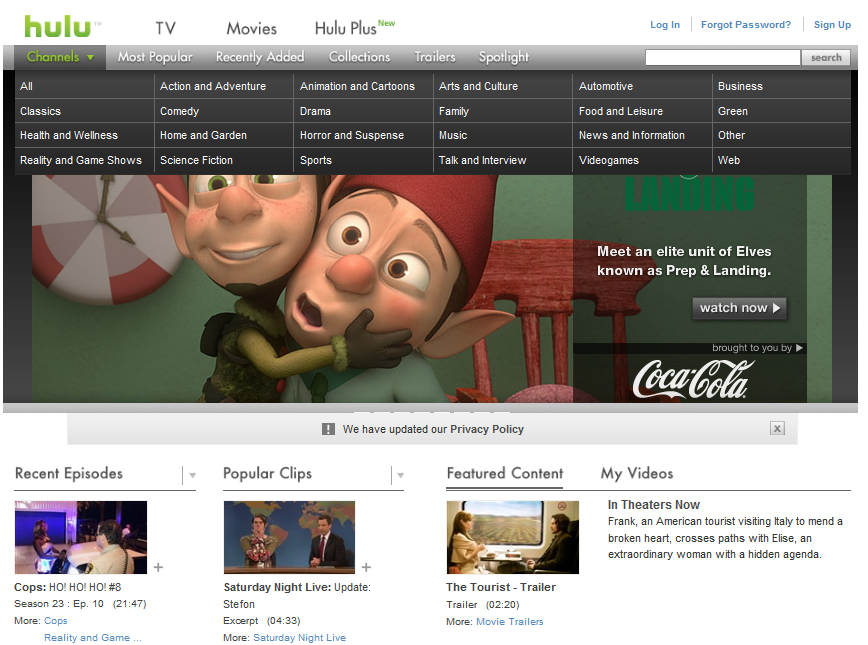 hulu™ TV Movies Hulu Plus New Log In Forgot Password? Sign Up
Channels ▼ Most Popular Recently Added Collections Trailers Spotlight search
All Action and Adventure Animation and Cartoons Arts and Culture Automotive Business
Classics Comedy Drama Family Food and Leisure Green
Health and Wellness Home and Garden Horror and Suspense Music News and Information Other
Reality and Game Shows Science Fiction Sports Talk and Interview Videogames Web
LANDING
Meet an elite unit of Elves
known as Prep & Landing.
watch now ▶
brought to you by ▶
Coca-Cola
! We have updated our Privacy Policy x
Recent Episodes
Cops: HO! HO! HO! #8
Season 23 : Ep. 10 (21:47)
More: Cops
Reality and Game ...
Popular Clips
Saturday Night Live: Update:
Stefon
Excerpt (04:33)
More: Saturday Night Live
Featured Content My Videos
The Tourist - Trailer
Trailer (02:20)
More: Movie Trailers
In Theaters Now
Frank, an American tourist visiting Italy to mend a
broken heart, crosses paths with Elise, an
extraordinary woman with a hidden agenda.